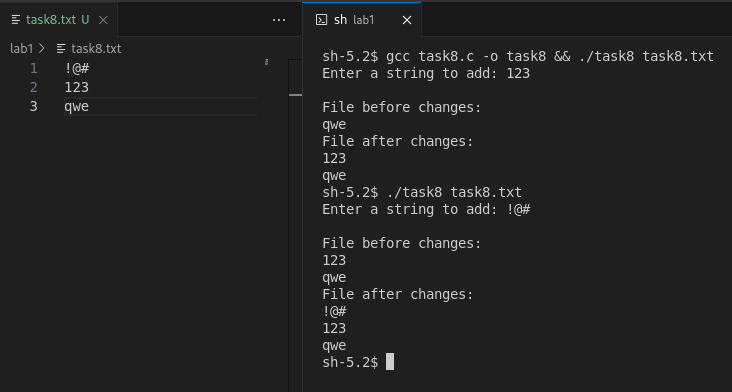 task8.txt U
lab1 > task8.txt
1 !@#
2 123
3 qwe
sh lab1
sh-5.2$ gcc task8.c -o task8 && ./task8 task8.txt
Enter a string to add: 123
File before changes:
qwe
File after changes:
123
qwe
sh-5.2$ ./task8 task8.txt
Enter a string to add: !@#
File before changes:
123
qwe
File after changes:
!@#
123
qwe
sh-5.2$